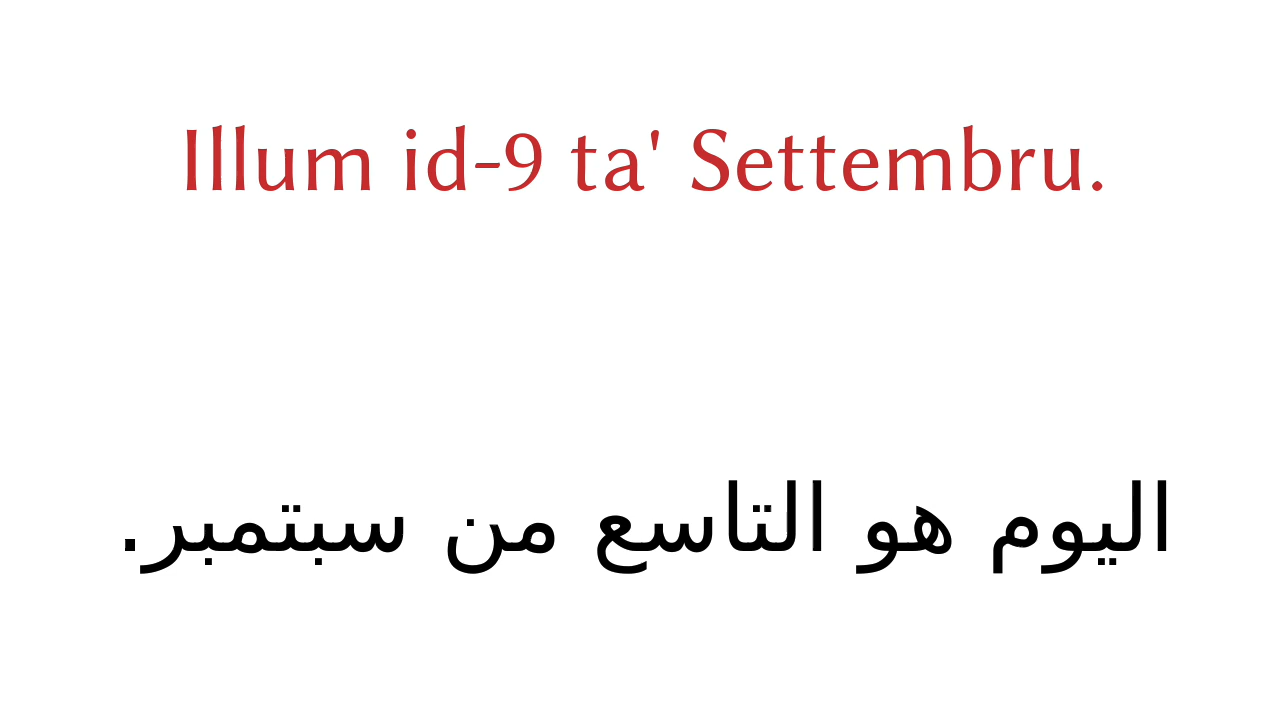 Illum id-9 ta' Settembru.
اليوم هو التاسع من سبتمبر.